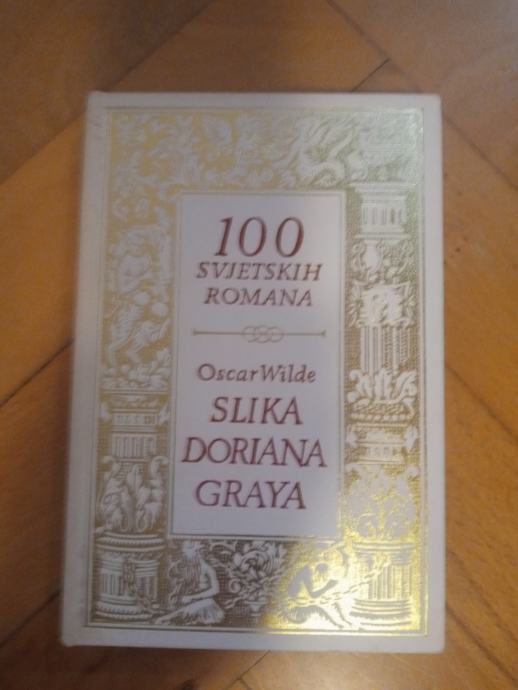 100
SVJETSKIH
ROMANA
Oscar Wilde
SLIKA
DORIANA
GRAYA